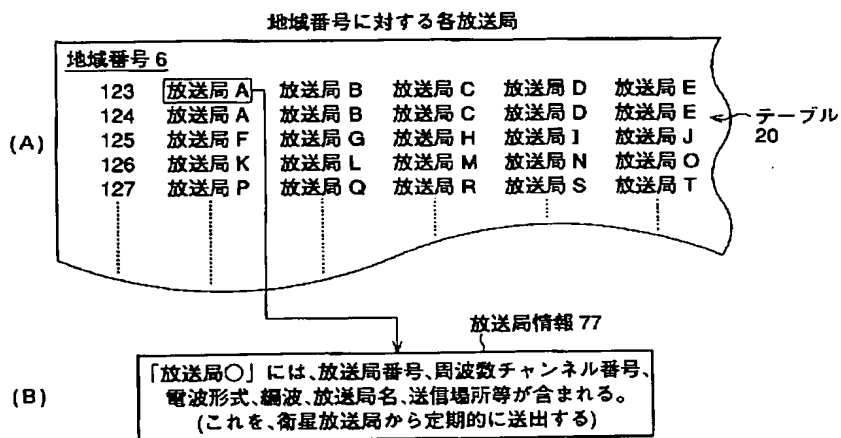 地域番号に対する各放送局
地域番号 6
123 放送局 A 放送局 B 放送局 C 放送局 D 放送局 E
124 放送局 A 放送局 B 放送局 C 放送局 D 放送局 E
125 放送局 F 放送局 G 放送局 H 放送局 I 放送局 J
126 放送局 K 放送局 L 放送局 M 放送局 N 放送局 O
127 放送局 P 放送局 Q 放送局 R 放送局 S 放送局 T
(A)
テーブル
20
放送局情報 77
(B)
「放送局〇」には、放送局番号、周波数チャンネル番号、
電波形式、偏波、放送局名、送信場所等が含まれる。
(これを、衛星放送局から定期的に送出する)